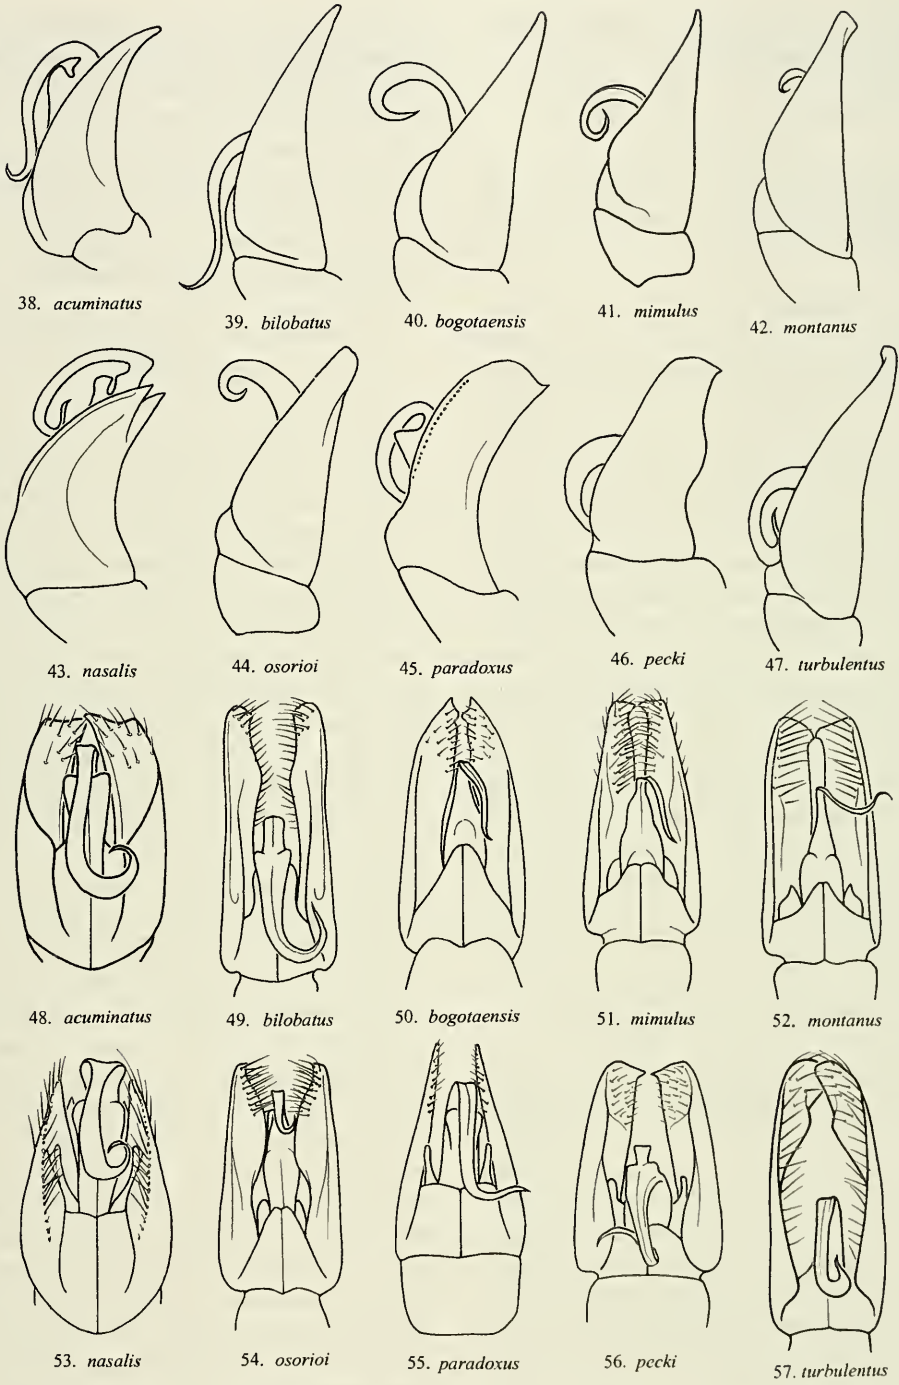 38. acuminatus
39. bilobatus
40. bogotaensis
41. mimulus
42. montanus
43. nasalis
44. osorioi
45. paradoxus
46. pecki
47. turbulentus
48. acuminatus
49. bilobatus
50. bogotaensis
51. mimulus
52. montanus
53. nasalis
54. osorioi
55. paradoxus
56. pecki
57. turbulentus